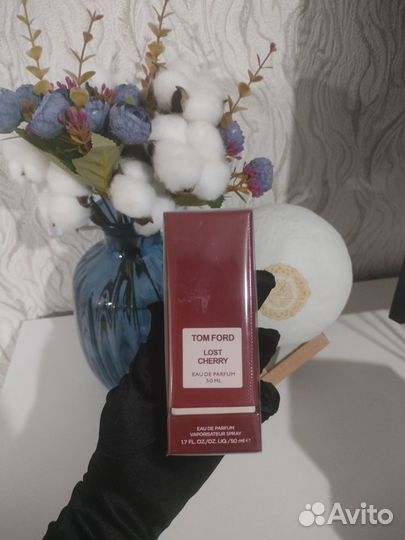 TOM FORD
LOST
CHERRY
EAU DE PARFUM
50 ML
EAU DE PARFUM
VAPORISATEUR SPRAY
1.7 FL. OZ./OZ. LIQ./50 ml ℮
Avito